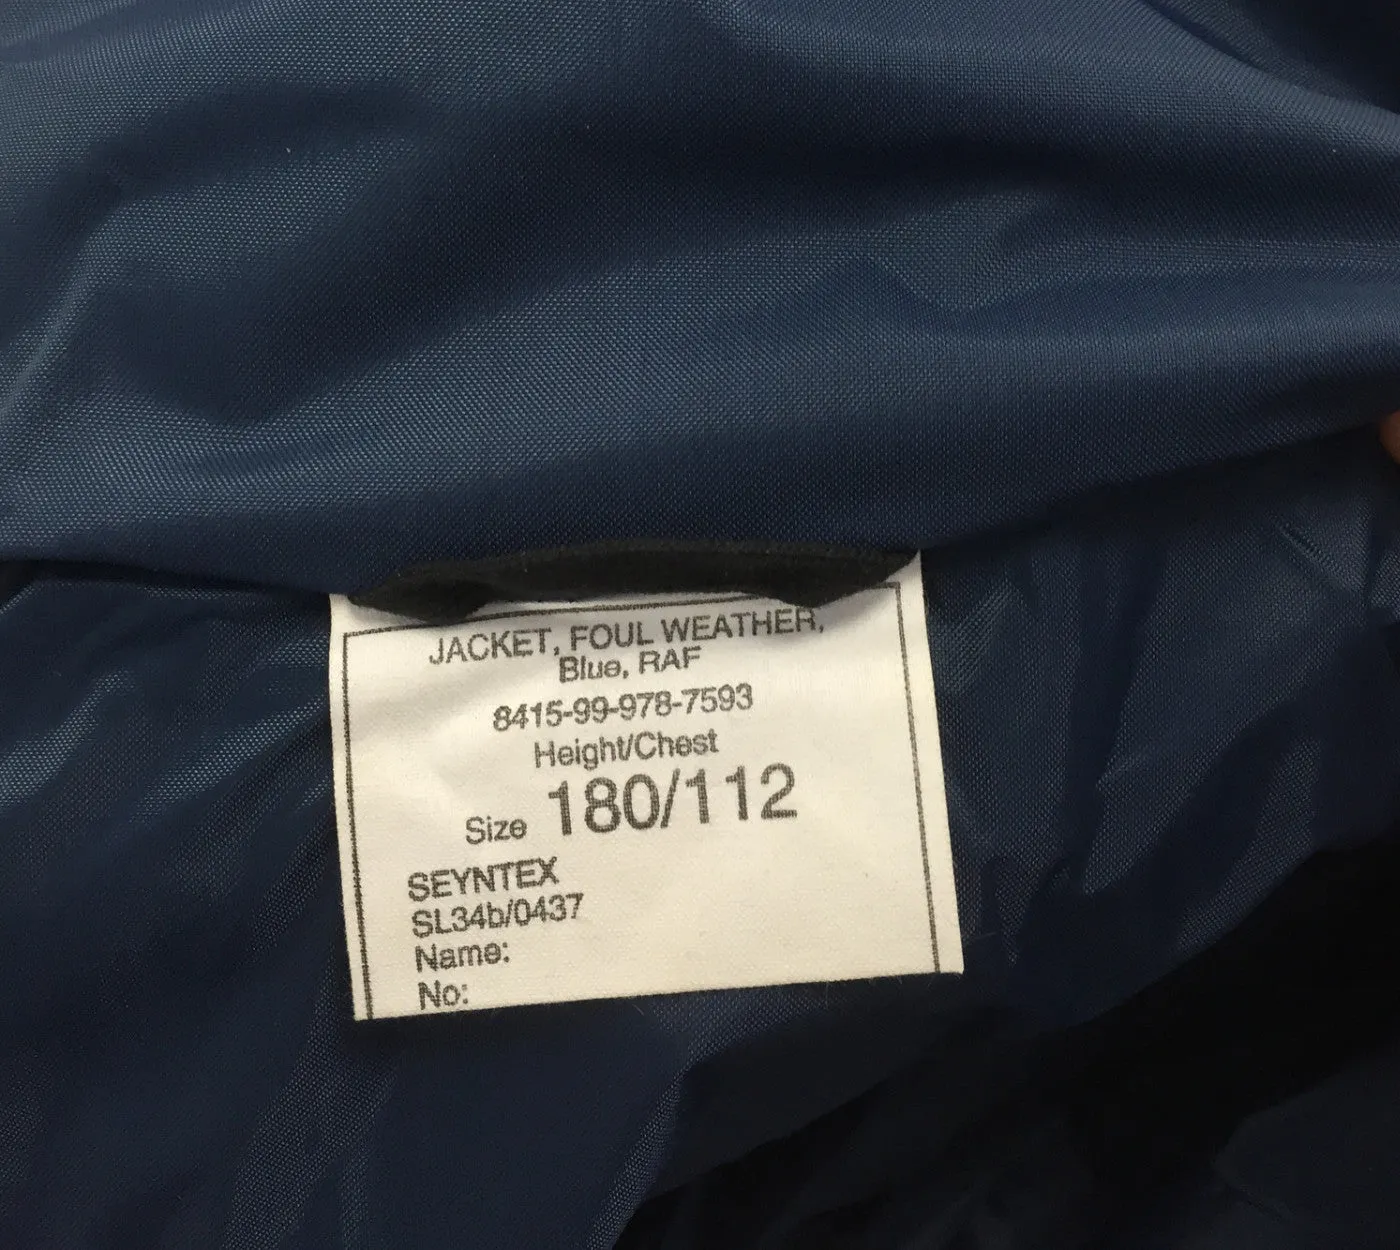 JACKET, FOUL WEATHER,
Blue, RAF
8415-99-978-7593
Height/Chest
Size 180/112
SEYNTEX
SL34b/0437
Name:
No: